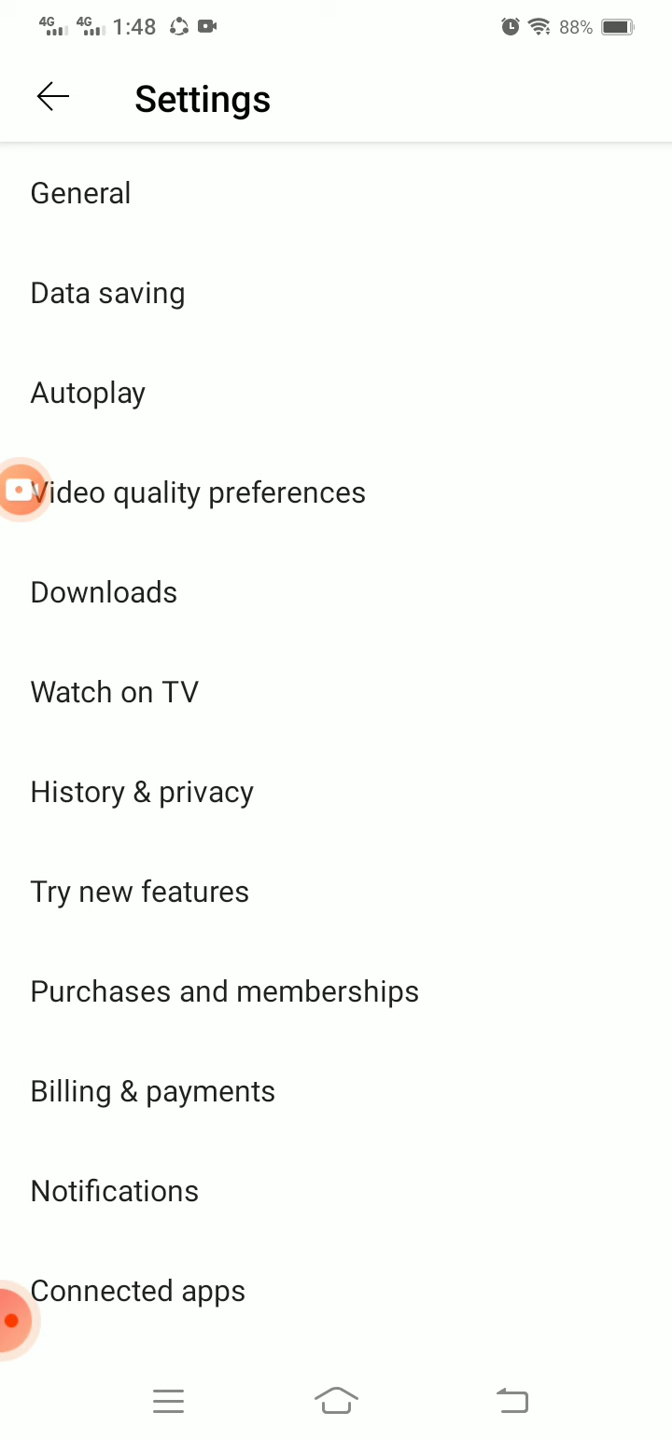 4G 4G 1:48 88%
Settings
General
Data saving
Autoplay
Video quality preferences
Downloads
Watch on TV
History & privacy
Try new features
Purchases and memberships
Billing & payments
Notifications
Connected apps